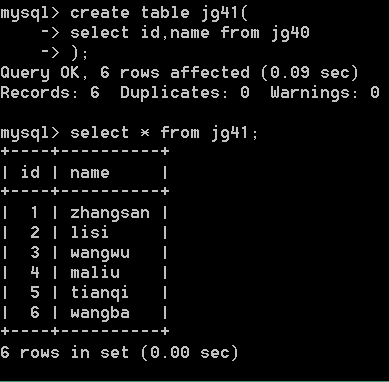 mysql> create table jg41(
    -> select id,name from jg40
    -> );
Query OK, 6 rows affected (0.09 sec)
Records: 6  Duplicates: 0  Warnings: 0

mysql> select * from jg41;
+----+----------+
| id | name     |
+----+----------+
|  1 | zhangsan |
|  2 | lisi     |
|  3 | wangwu   |
|  4 | maliu    |
|  5 | tianqi   |
|  6 | wangba   |
+----+----------+
6 rows in set (0.00 sec)